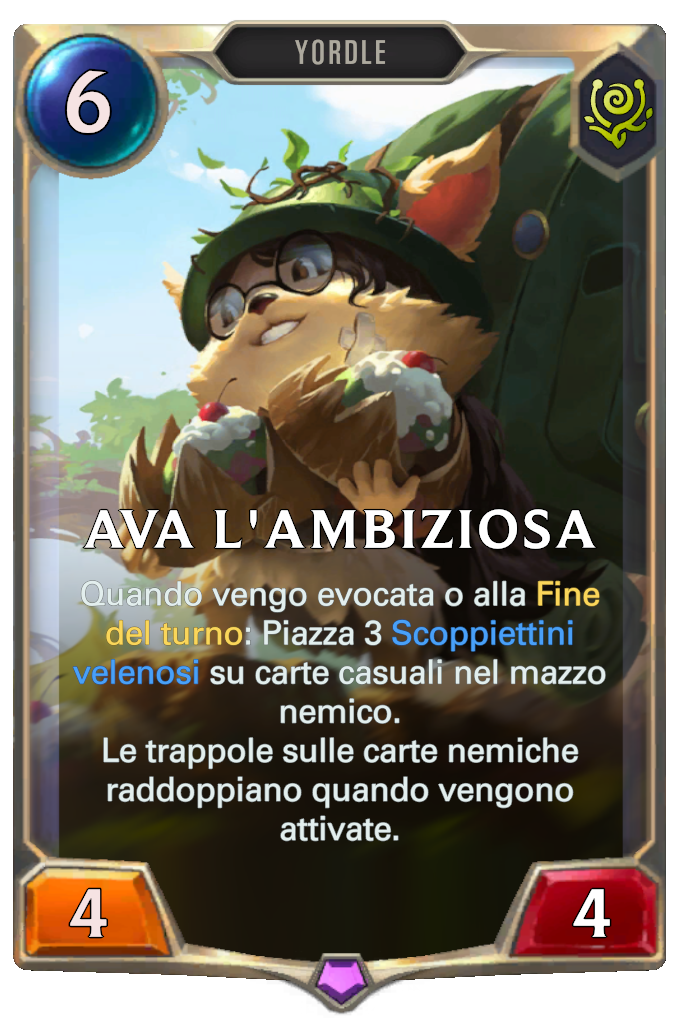 YORDLE
6
AVA L'AMBIZIOSA
Quando vengo evocata o alla Fine
del turno: Piazza 3 Scoppiettini
velenosi su carte casuali nel mazzo
nemico.
Le trappole sulle carte nemiche
raddoppiano quando vengono
attivate.
4
4